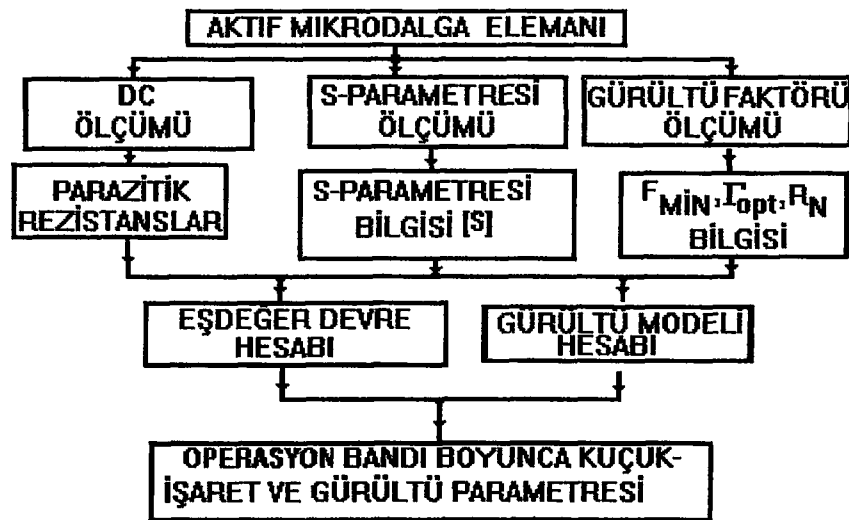 AKTIF MIKRODALGA ELEMANI
DC
ÖLÇÜMÜ
S-PARAMETRESİ
ÖLÇÜMÜ
GÜRÜLTÜ FAKTÖRÜ
ÖLÇÜMÜ
PARAZİTİK
REZİSTANSLAR
S-PARAMETRESİ
BİLGİSİ [S]
FMİN,Γopt,RN
BİLGİSİ
EŞDEĞER DEVRE
HESABI
GÜRÜLTÜ MODELİ
HESABI
OPERASYON BANDI BOYUNCA KUÇUK-
İŞARET VE GÜRÜLTÜ PARAMETRESİ